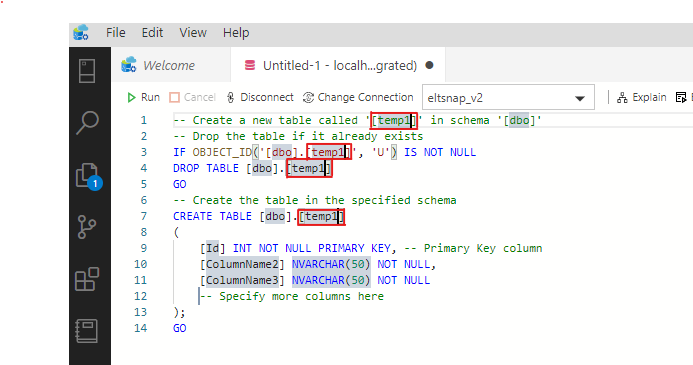 File Edit View Help
Welcome Untitled-1 - localh...grated)
Run Cancel Disconnect Change Connection eltsnap_v2 Explain E
1 -- Create a new table called '[temp1]' in schema '[dbo]'
2 -- Drop the table if it already exists
3 IF OBJECT_ID('[dbo].[temp1]', 'U') IS NOT NULL
4 DROP TABLE [dbo].[temp1]
5 GO
6 -- Create the table in the specified schema
7 CREATE TABLE [dbo].[temp1]
8 (
9 [Id] INT NOT NULL PRIMARY KEY, -- Primary Key column
10 [ColumnName2] NVARCHAR(50) NOT NULL,
11 [ColumnName3] NVARCHAR(50) NOT NULL
12 -- Specify more columns here
13 );
14 GO
1